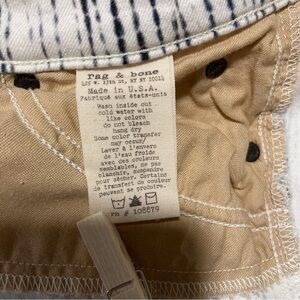 rag & bone
425 W. 13th St, NY NY 10014
Made in U.S.A.
Fabriqué aux états-unis
Wash inside out
cold water with
like colors
do not bleach
hang dry
Some color transfer
may occur/
Laver à l'envers
de l'eau froide
avec des couleurs
semblables, ne pas
blanchir, suspendre
pour sécher. Certains
de transfert de couleur
peuvent se produire
rn # 108879